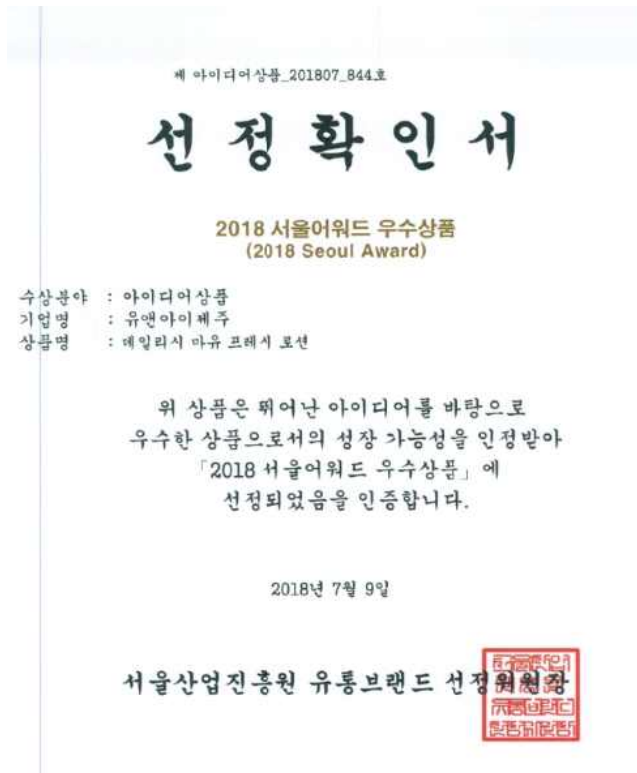 제 아이디어상품_201807_844호
선정확인서
2018 서울어워드 우수상품
(2018 Seoul Award)
수상분야 : 아이디어상품
기업명 : 유앤아이제주
상품명 : 데일리시 마유 프레시 로션
위 상품은 뛰어난 아이디어를 바탕으로
우수한 상품으로서의 성장 가능성을 인정받아
「2018 서울어워드 우수상품」에
선정되었음을 인증합니다.
2018년 7월 9일
서울산업진흥원 유통브랜드 선정위원장